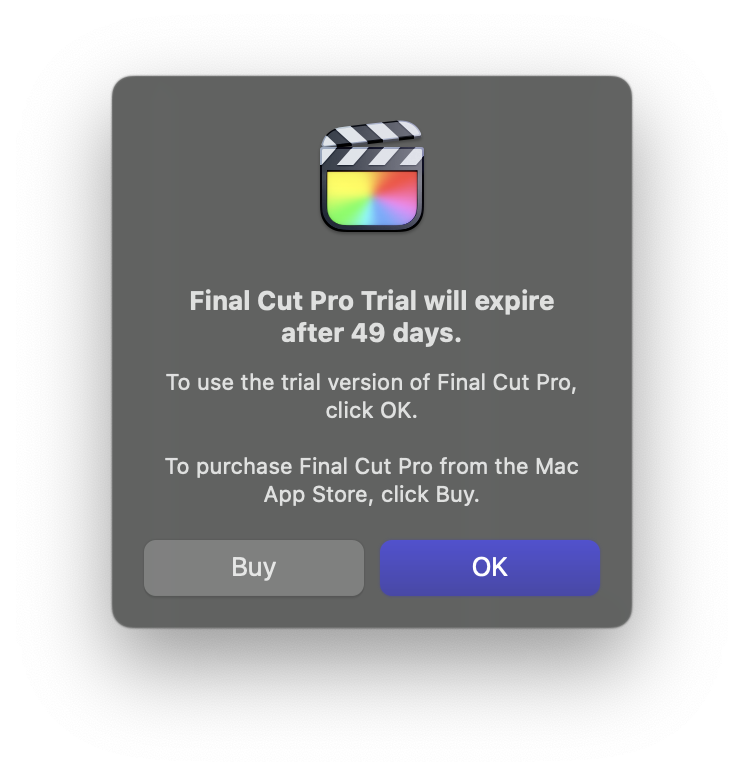 Final Cut Pro Trial will expire
after 49 days.
To use the trial version of Final Cut Pro,
click OK.
To purchase Final Cut Pro from the Mac
App Store, click Buy.
Buy
OK